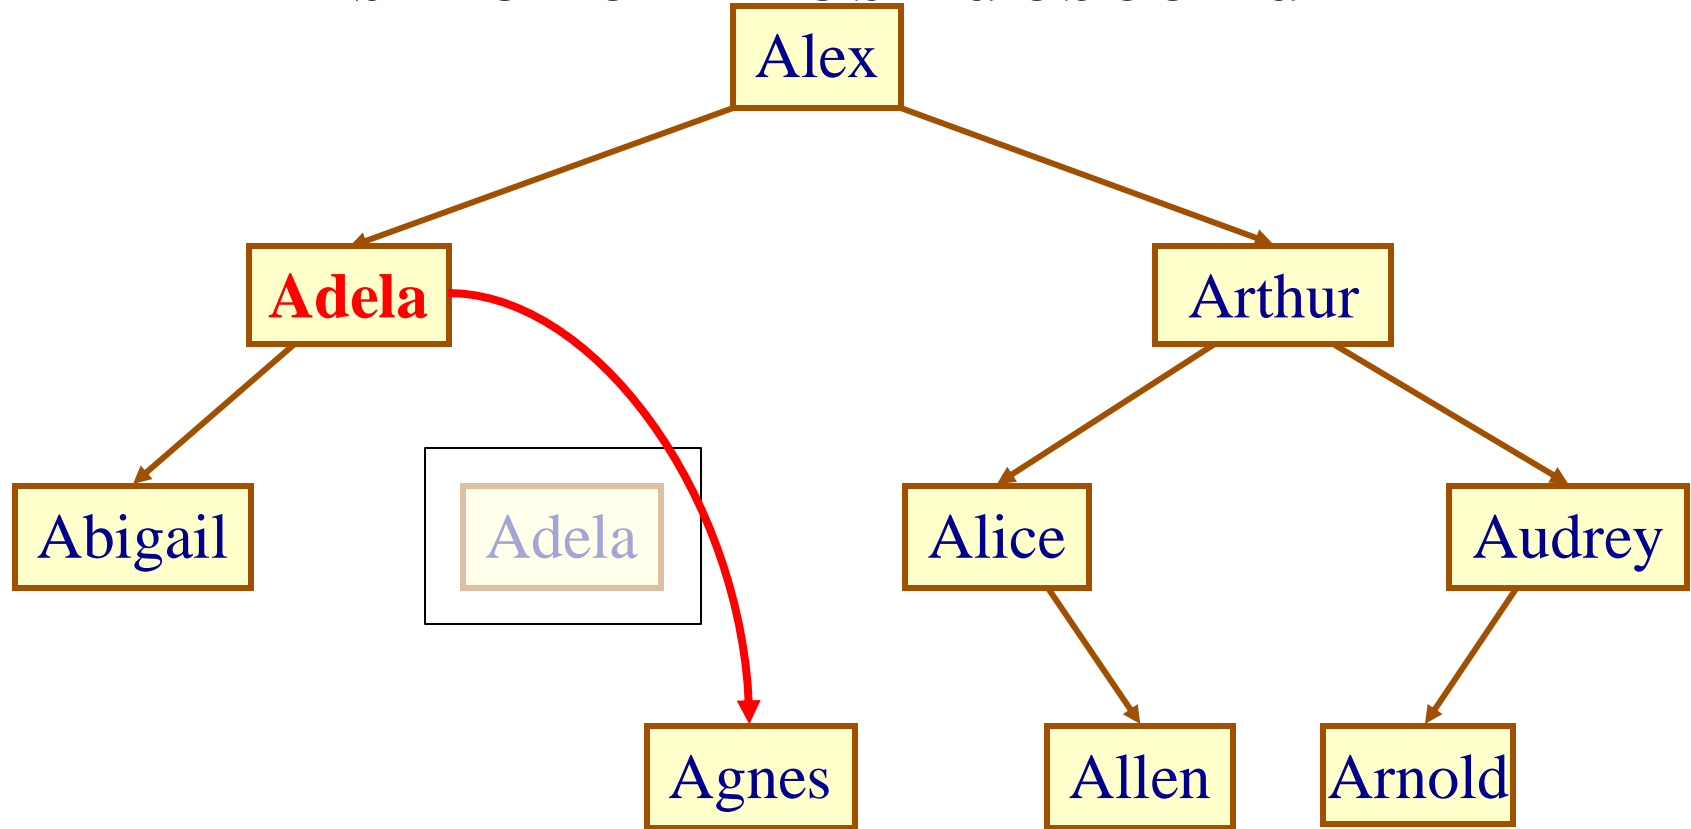 Alex
Adela
Arthur
Abigail
Adela
Alice
Audrey
Agnes
Allen
Arnold